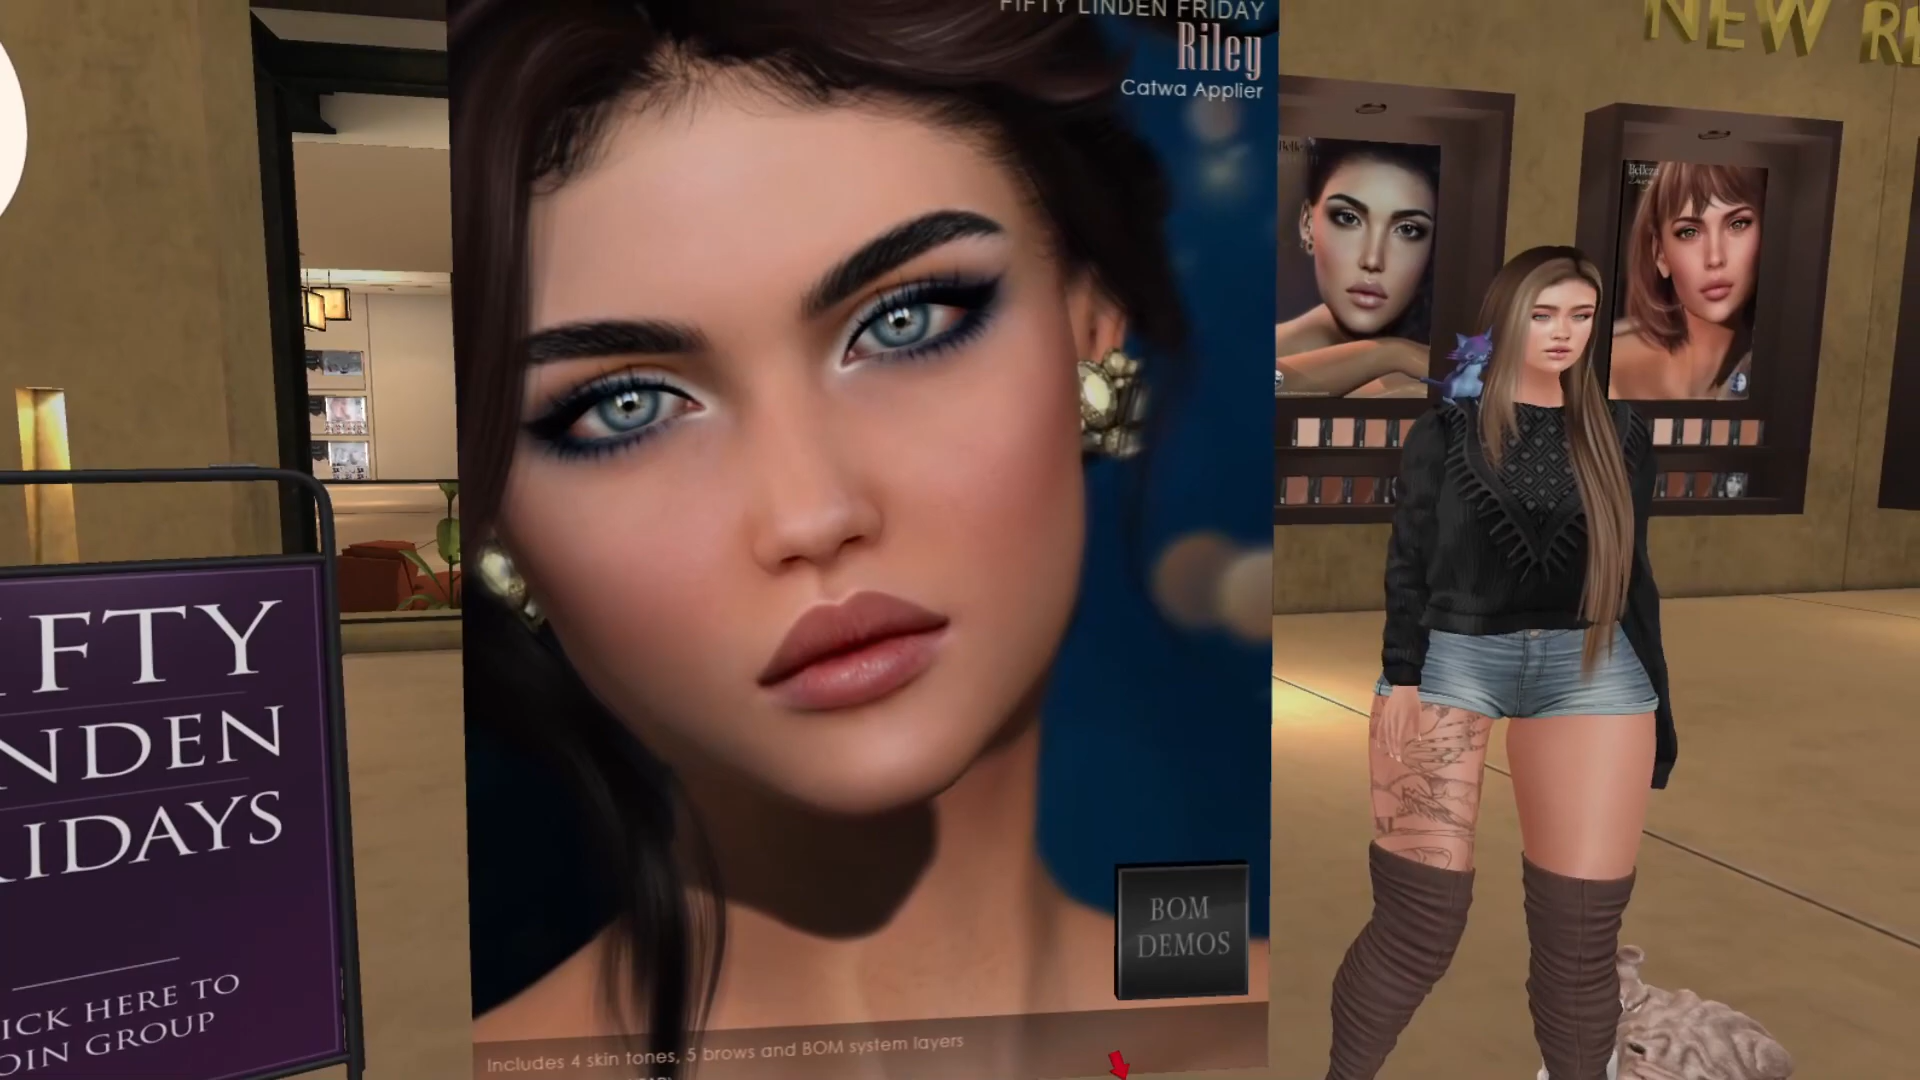 FIFTY LINDEN FRIDAY
Riley
Catwa Applier
NEW
Belleza
IFTY
NDEN
IDAYS
ICK HERE TO
OIN GROUP
BOM
DEMOS
Includes 4 skin tones, 5 brows and BOM system layers